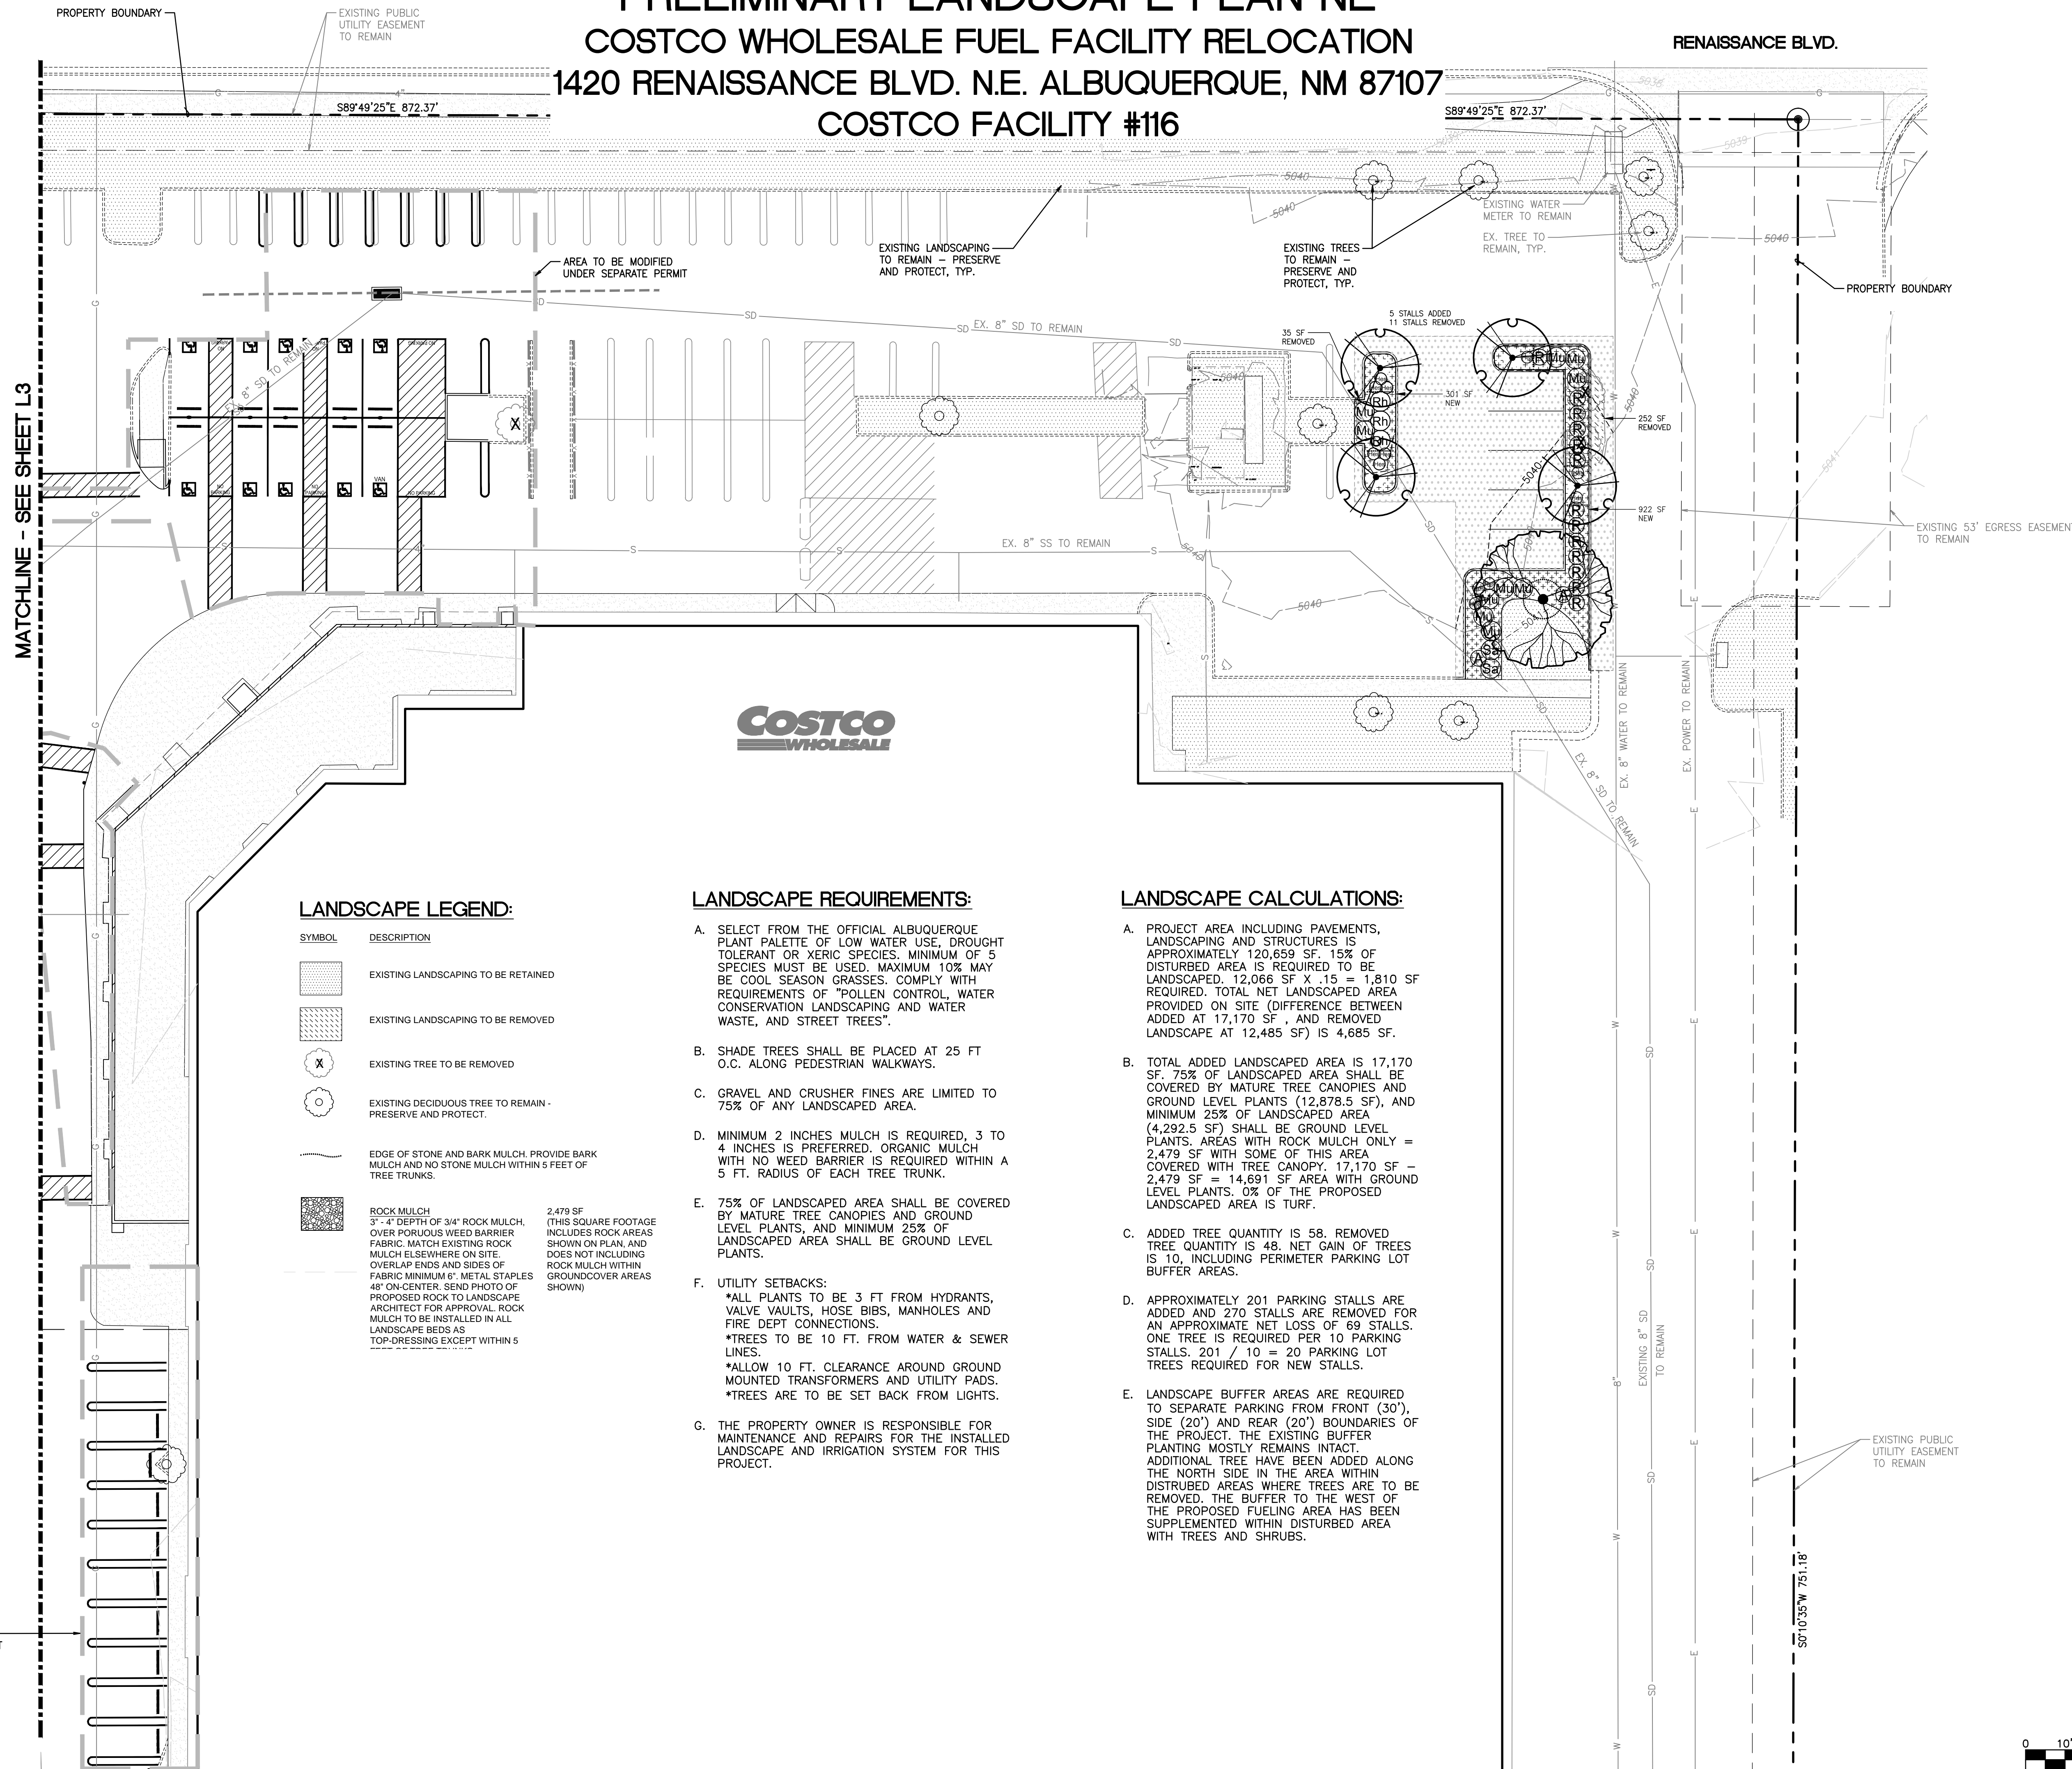 PRELIMINARY LANDSCAPE PLAN NE
COSTCO WHOLESALE FUEL FACILITY RELOCATION
1420 RENAISSANCE BLVD. N.E. ALBUQUERQUE, NM 87107
COSTCO FACILITY #116
PROPERTY BOUNDARY
EXISTING PUBLIC
UTILITY EASEMENT
TO REMAIN
RENAISSANCE BLVD.
S89°49'25"E 872.37'
S89°49'25"E 872.37'
5036
5039
5040
5040
5040
EXISTING WATER
METER TO REMAIN
EX. TREE TO
REMAIN, TYP.
EXISTING LANDSCAPING
TO REMAIN – PRESERVE
AND PROTECT, TYP.
EXISTING TREES
TO REMAIN –
PRESERVE AND
PROTECT, TYP.
AREA TO BE MODIFIED
UNDER SEPARATE PERMIT
PROPERTY BOUNDARY
EX. 8" SD TO REMAIN
EX. 8" SD TO REMAIN
5 STALLS ADDED
11 STALLS REMOVED
35 SF
REMOVED
301 SF
NEW
252 SF
REMOVED
922 SF
NEW
5041
EXISTING 53' EGRESS EASEMENT
TO REMAIN
VAN
NO PARKING
EX. 8" SS TO REMAIN
5040
MATCHLINE - SEE SHEET L3
COSTCO
WHOLESALE
EX. 8" SD TO REMAIN
EX. 8" WATER TO REMAIN
EX. POWER TO REMAIN
LANDSCAPE LEGEND:
SYMBOL DESCRIPTION
EXISTING LANDSCAPING TO BE RETAINED
EXISTING LANDSCAPING TO BE REMOVED
X EXISTING TREE TO BE REMOVED
EXISTING DECIDUOUS TREE TO REMAIN -
PRESERVE AND PROTECT.
EDGE OF STONE AND BARK MULCH. PROVIDE BARK
MULCH AND NO STONE MULCH WITHIN 5 FEET OF
TREE TRUNKS.
ROCK MULCH
3" - 4" DEPTH OF 3/4" ROCK MULCH,
OVER PORUOUS WEED BARRIER
FABRIC. MATCH EXISTING ROCK
MULCH ELSEWHERE ON SITE.
OVERLAP ENDS AND SIDES OF
FABRIC MINIMUM 6". METAL STAPLES
48" ON-CENTER. SEND PHOTO OF
PROPOSED ROCK TO LANDSCAPE
ARCHITECT FOR APPROVAL. ROCK
MULCH TO BE INSTALLED IN ALL
LANDSCAPE BEDS AS
TOP-DRESSING EXCEPT WITHIN 5
2,479 SF
(THIS SQUARE FOOTAGE
INCLUDES ROCK AREAS
SHOWN ON PLAN, AND
DOES NOT INCLUDING
ROCK MULCH WITHIN
GROUNDCOVER AREAS
SHOWN)
LANDSCAPE REQUIREMENTS:
A. SELECT FROM THE OFFICIAL ALBUQUERQUE
PLANT PALETTE OF LOW WATER USE, DROUGHT
TOLERANT OR XERIC SPECIES. MINIMUM OF 5
SPECIES MUST BE USED. MAXIMUM 10% MAY
BE COOL SEASON GRASSES. COMPLY WITH
REQUIREMENTS OF "POLLEN CONTROL, WATER
CONSERVATION LANDSCAPING AND WATER
WASTE, AND STREET TREES".
B. SHADE TREES SHALL BE PLACED AT 25 FT
O.C. ALONG PEDESTRIAN WALKWAYS.
C. GRAVEL AND CRUSHER FINES ARE LIMITED TO
75% OF ANY LANDSCAPED AREA.
D. MINIMUM 2 INCHES MULCH IS REQUIRED, 3 TO
4 INCHES IS PREFERRED. ORGANIC MULCH
WITH NO WEED BARRIER IS REQUIRED WITHIN A
5 FT. RADIUS OF EACH TREE TRUNK.
E. 75% OF LANDSCAPED AREA SHALL BE COVERED
BY MATURE TREE CANOPIES AND GROUND
LEVEL PLANTS, AND MINIMUM 25% OF
LANDSCAPED AREA SHALL BE GROUND LEVEL
PLANTS.
F. UTILITY SETBACKS:
*ALL PLANTS TO BE 3 FT FROM HYDRANTS,
VALVE VAULTS, HOSE BIBS, MANHOLES AND
FIRE DEPT CONNECTIONS.
*TREES TO BE 10 FT. FROM WATER & SEWER
LINES.
*ALLOW 10 FT. CLEARANCE AROUND GROUND
MOUNTED TRANSFORMERS AND UTILITY PADS.
*TREES ARE TO BE SET BACK FROM LIGHTS.
G. THE PROPERTY OWNER IS RESPONSIBLE FOR
MAINTENANCE AND REPAIRS FOR THE INSTALLED
LANDSCAPE AND IRRIGATION SYSTEM FOR THIS
PROJECT.
LANDSCAPE CALCULATIONS:
A. PROJECT AREA INCLUDING PAVEMENTS,
LANDSCAPING AND STRUCTURES IS
APPROXIMATELY 120,659 SF. 15% OF
DISTURBED AREA IS REQUIRED TO BE
LANDSCAPED. 12,066 SF X .15 = 1,810 SF
REQUIRED. TOTAL NET LANDSCAPED AREA
PROVIDED ON SITE (DIFFERENCE BETWEEN
ADDED AT 17,170 SF , AND REMOVED
LANDSCAPE AT 12,485 SF) IS 4,685 SF.
B. TOTAL ADDED LANDSCAPED AREA IS 17,170
SF. 75% OF LANDSCAPED AREA SHALL BE
COVERED BY MATURE TREE CANOPIES AND
GROUND LEVEL PLANTS (12,878.5 SF), AND
MINIMUM 25% OF LANDSCAPED AREA
(4,292.5 SF) SHALL BE GROUND LEVEL
PLANTS. AREAS WITH ROCK MULCH ONLY =
2,479 SF WITH SOME OF THIS AREA
COVERED WITH TREE CANOPY. 17,170 SF –
2,479 SF = 14,691 SF AREA WITH GROUND
LEVEL PLANTS. 0% OF THE PROPOSED
LANDSCAPED AREA IS TURF.
C. ADDED TREE QUANTITY IS 58. REMOVED
TREE QUANTITY IS 48. NET GAIN OF TREES
IS 10, INCLUDING PERIMETER PARKING LOT
BUFFER AREAS.
D. APPROXIMATELY 201 PARKING STALLS ARE
ADDED AND 270 STALLS ARE REMOVED FOR
AN APPROXIMATE NET LOSS OF 69 STALLS.
ONE TREE IS REQUIRED PER 10 PARKING
STALLS. 201 / 10 = 20 PARKING LOT
TREES REQUIRED FOR NEW STALLS.
E. LANDSCAPE BUFFER AREAS ARE REQUIRED
TO SEPARATE PARKING FROM FRONT (30'),
SIDE (20') AND REAR (20') BOUNDARIES OF
THE PROJECT. THE EXISTING BUFFER
PLANTING MOSTLY REMAINS INTACT.
ADDITIONAL TREE HAVE BEEN ADDED ALONG
THE NORTH SIDE IN THE AREA WITHIN
DISTRUBED AREAS WHERE TREES ARE TO BE
REMOVED. THE BUFFER TO THE WEST OF
THE PROPOSED FUELING AREA HAS BEEN
SUPPLEMENTED WITHIN DISTURBED AREA
WITH TREES AND SHRUBS.
EXISTING 8" SD
TO REMAIN
EXISTING PUBLIC
UTILITY EASEMENT
TO REMAIN
S0°10'35"W 751.18'
0 10'